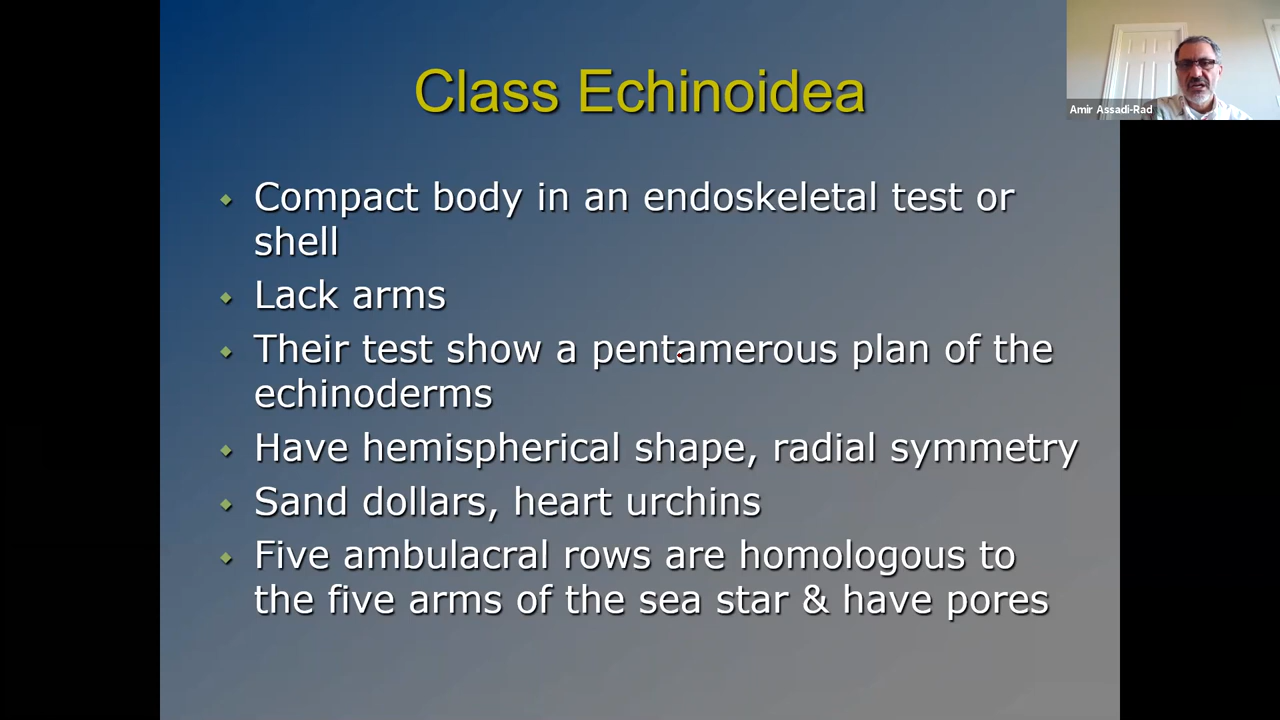 Class Echinoidea
Amir Assadi-Rad
Compact body in an endoskeletal test or
shell
Lack arms
Their test show a pentamerous plan of the
echinoderms
Have hemispherical shape, radial symmetry
Sand dollars, heart urchins
Five ambulacral rows are homologous to
the five arms of the sea star & have pores